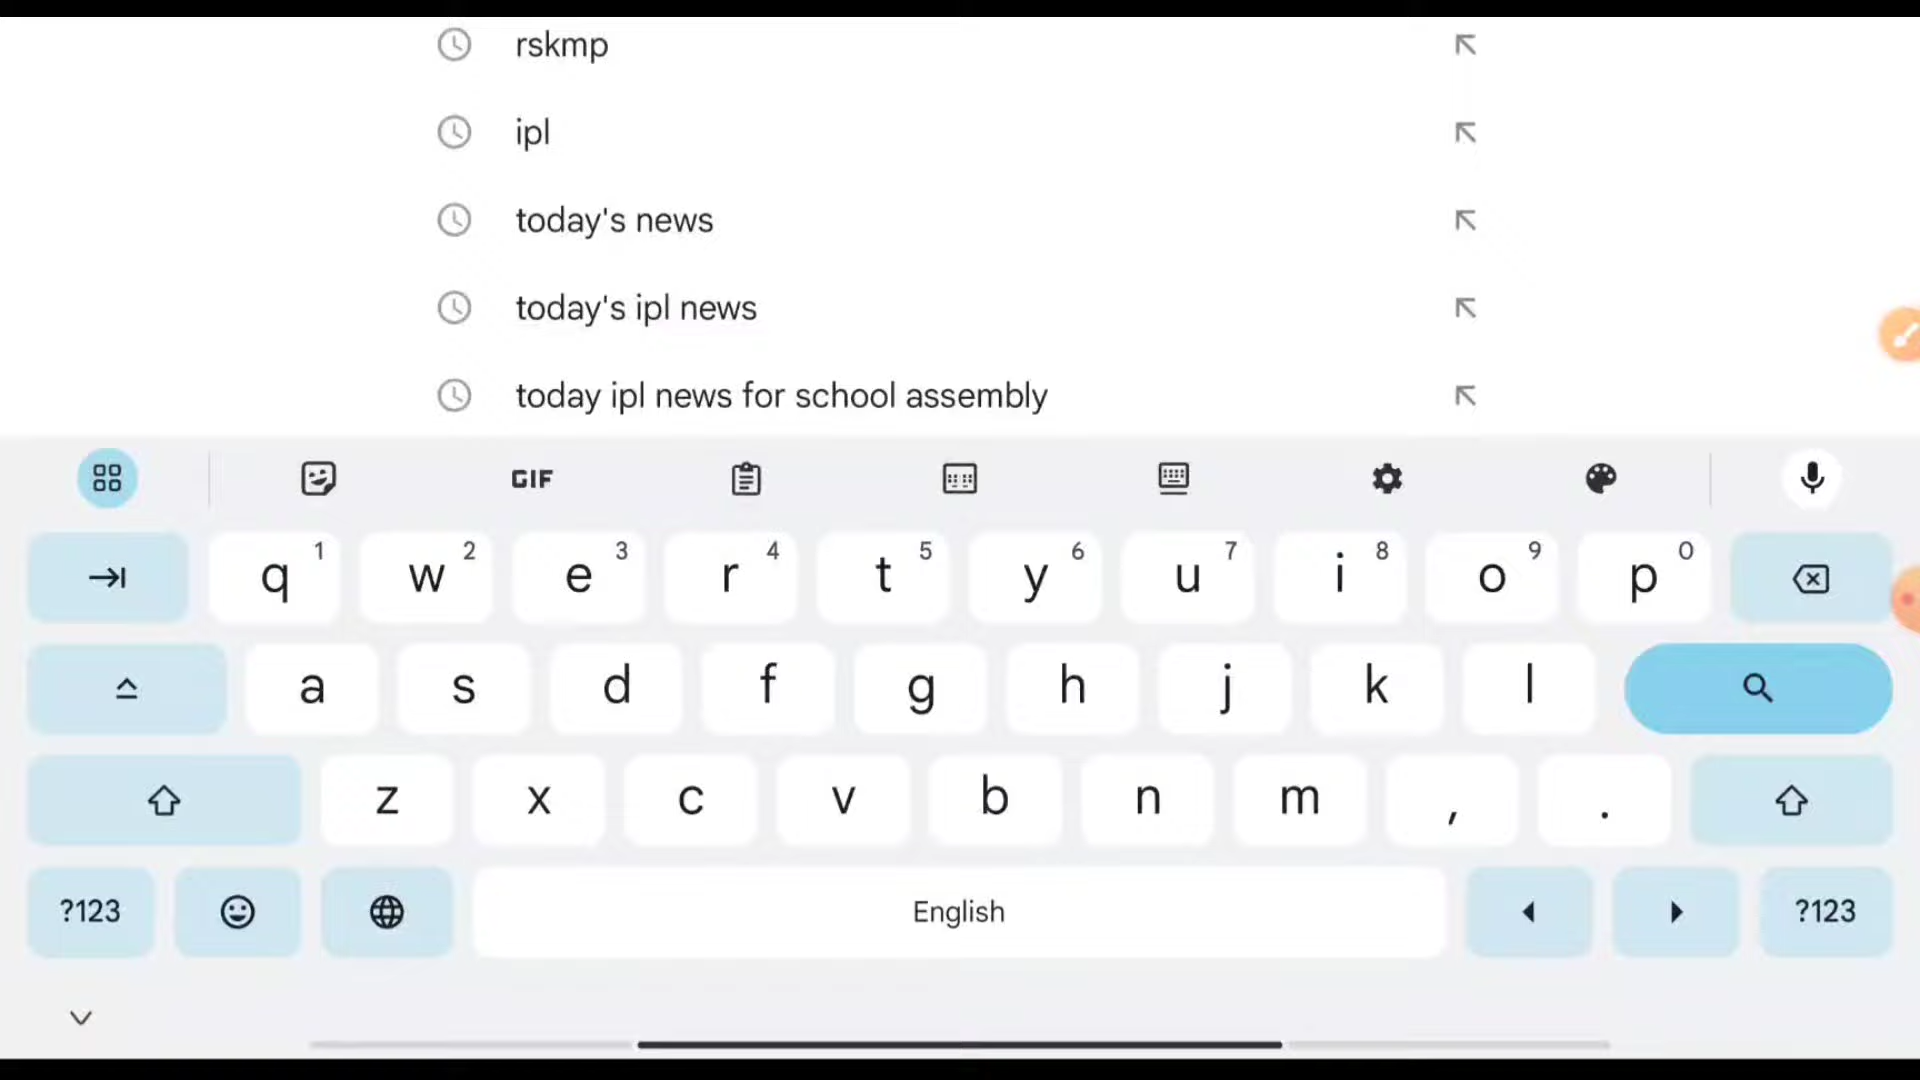 rskmp
ipl
today's news
today's ipl news
today ipl news for school assembly
GIF
q 1 w 2 e 3 r 4 t 5 y 6 u 7 i 8 o 9 p 0
a s d f g h j k l
z x c v b n m , .
?123 English ?123